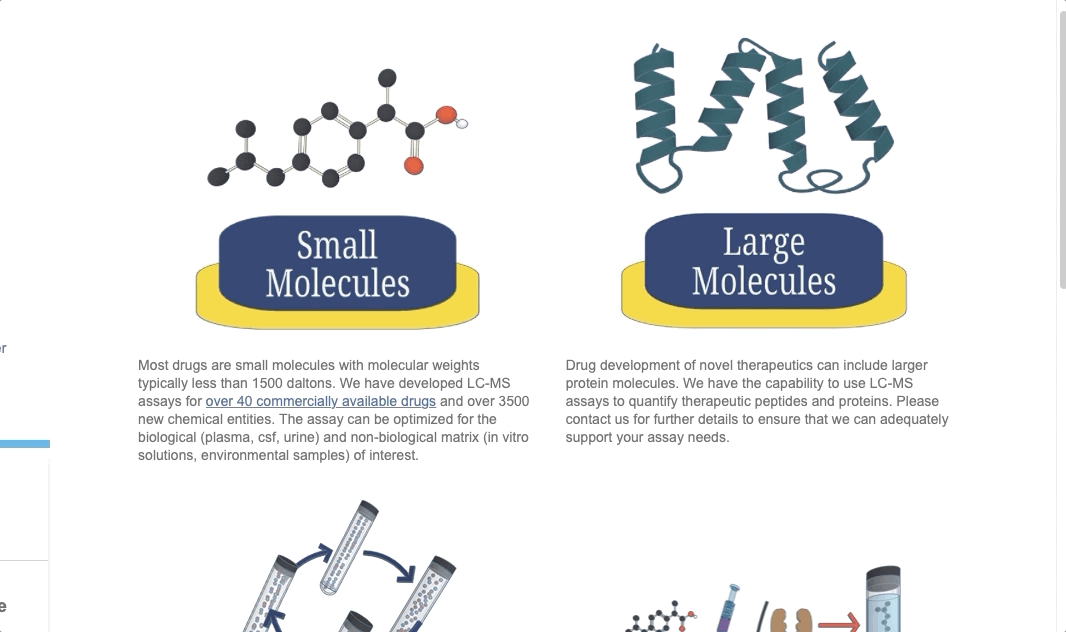 Small
Molecules
Large
Molecules
Most drugs are small molecules with molecular weights
typically less than 1500 daltons. We have developed LC-MS
assays for over 40 commercially available drugs and over 3500
new chemical entities. The assay can be optimized for the
biological (plasma, csf, urine) and non-biological matrix (in vitro
solutions, environmental samples) of interest.
Drug development of novel therapeutics can include larger
protein molecules. We have the capability to use LC-MS
assays to quantify therapeutic peptides and proteins. Please
contact us for further details to ensure that we can adequately
support your assay needs.
er
e